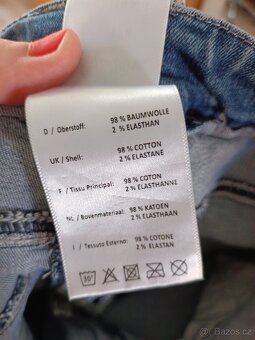 D / Oberstoff: 98 % BAUMWOLLE
2 % ELASTHAN
UK / Shell: 98 % COTTON
2 % ELASTANE
F / Tissu Principal: 98 % COTON
2 % ELASTHANNE
NL / Bovenmateriaal: 98 % KATOEN
2 % ELASTHAAN
I / Tessuto Esterno: 98 % COTONE
2 % ELASTAN
30°
Bazos.cz